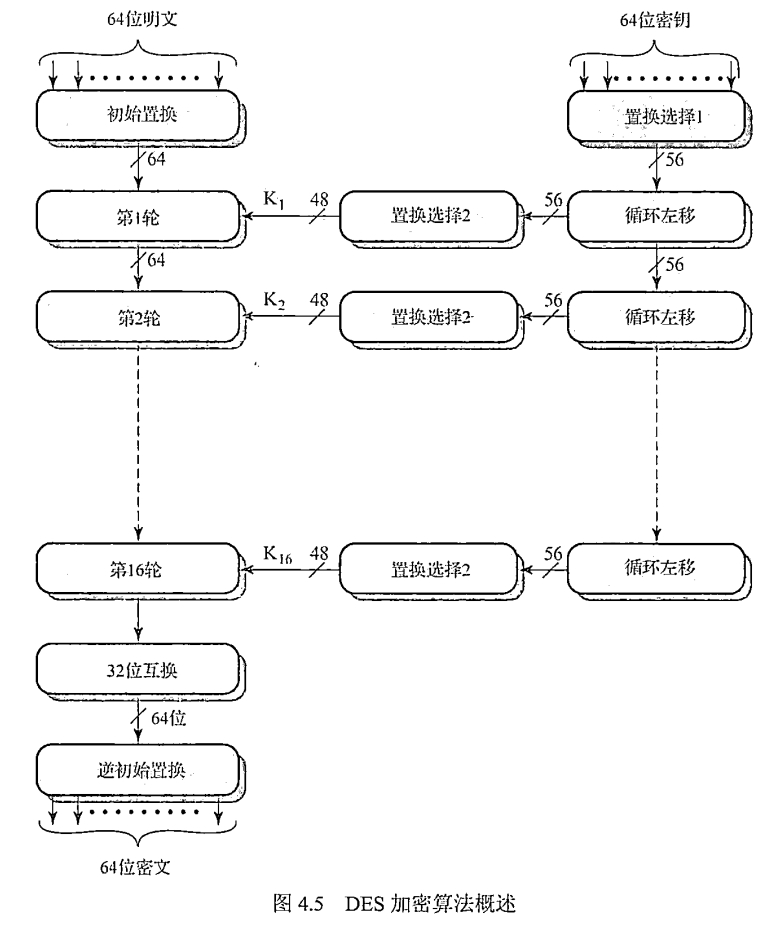 64位明文 64位密钥
初始置换 置换选择1
64 56
第1轮 K1 48 置换选择2 56 循环左移
64 56
第2轮 K2 48 置换选择2 56 循环左移
第16轮 K16 48 置换选择2 56 循环左移
32位互换
64位
逆初始置换
64位密文
图 4.5 DES 加密算法概述